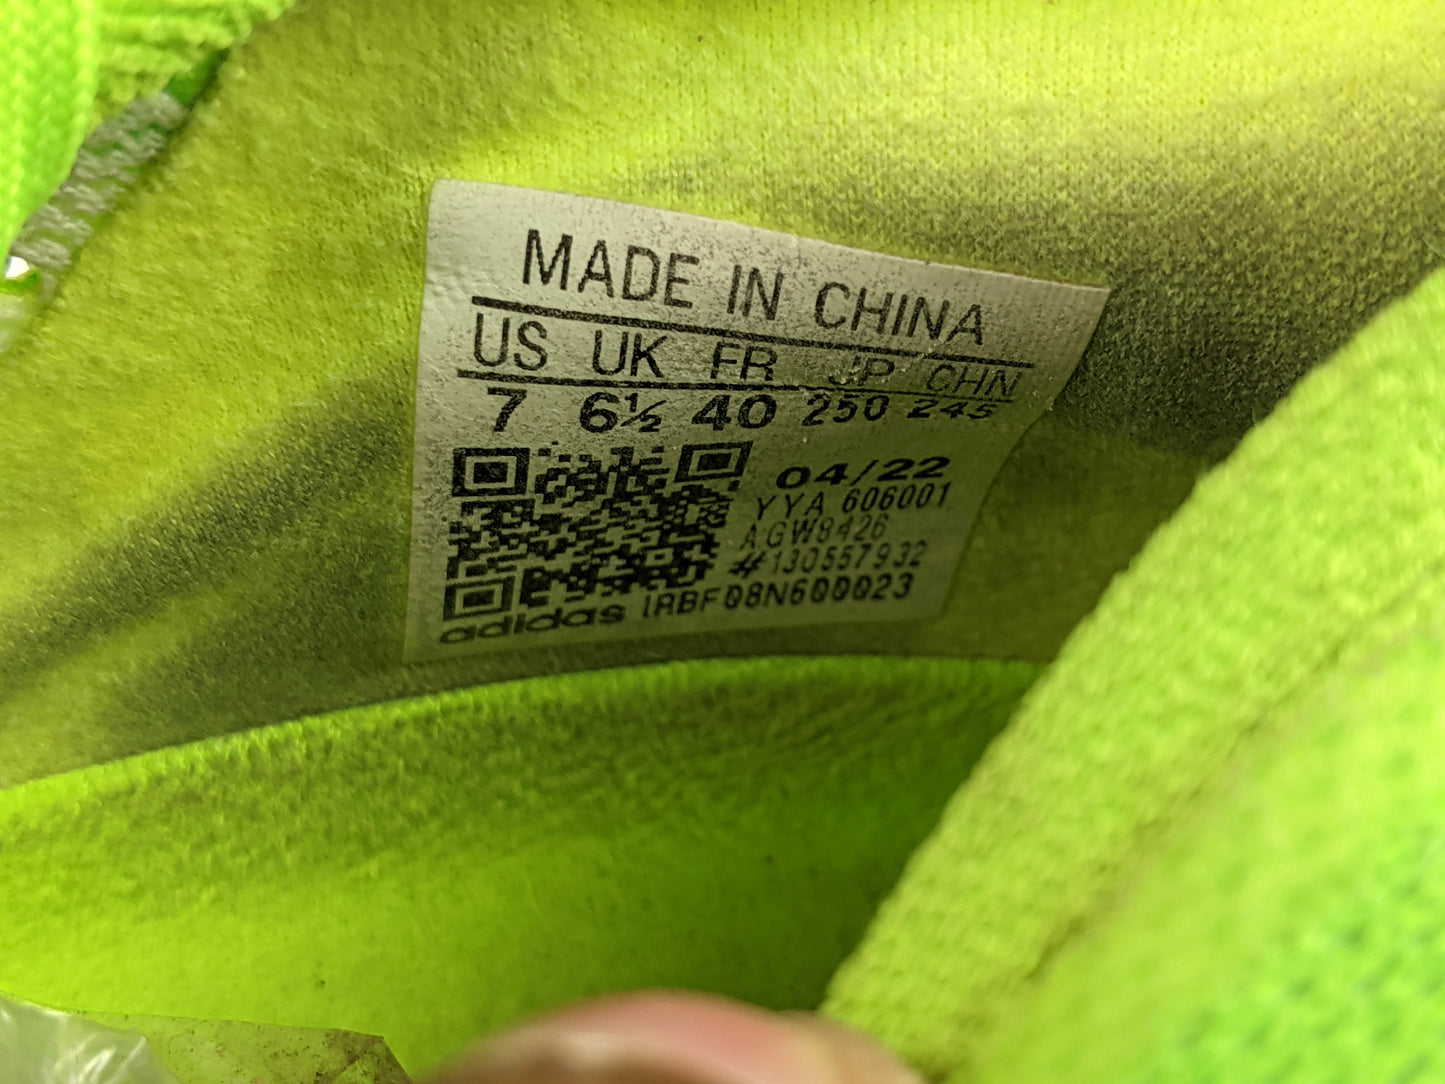 MADE IN CHINA
US UK FR JP CHN
7 6½ 40 250 245
04/22
YYA 606001
AGW8426
#130557932
adidas IRBF08N600023